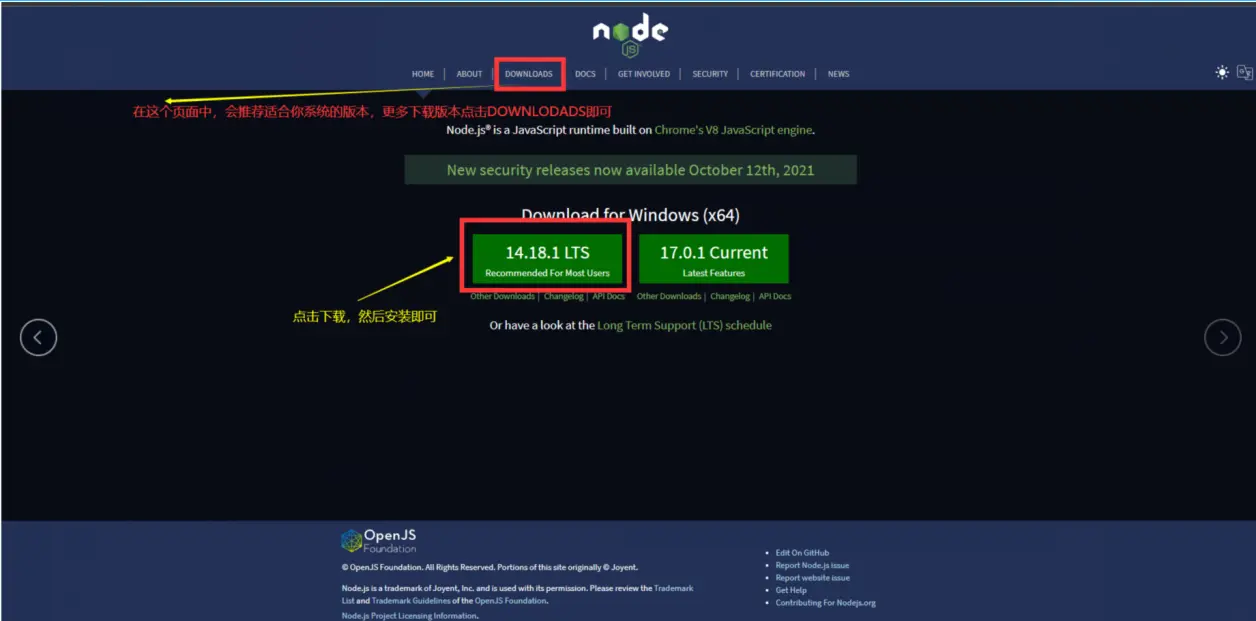 node
JS
HOME | ABOUT | DOWNLOADS | DOCS | GET INVOLVED | SECURITY | CERTIFICATION | NEWS
在这个页面中，会推荐适合你系统的版本，更多下载版本点击DOWNLODADS即可
Node.js® is a JavaScript runtime built on Chrome's V8 JavaScript engine.
New security releases now available October 12th, 2021
Download for Windows (x64)
14.18.1 LTS
Recommended For Most Users
17.0.1 Current
Latest Features
Other Downloads | Changelog | API Docs
Other Downloads | Changelog | API Docs
点击下载，然后安装即可
Or have a look at the Long Term Support (LTS) schedule
OpenJS
Foundation
© OpenJS Foundation. All Rights Reserved. Portions of this site originally © Joyent.
Node.js is a trademark of Joyent, Inc. and is used with its permission. Please review the Trademark
List and Trademark Guidelines of the OpenJS Foundation.
Node.js Project Licensing Information.
Edit On GitHub
Report Node.js issue
Report website issue
Get Help
Contributing For Nodejs.org